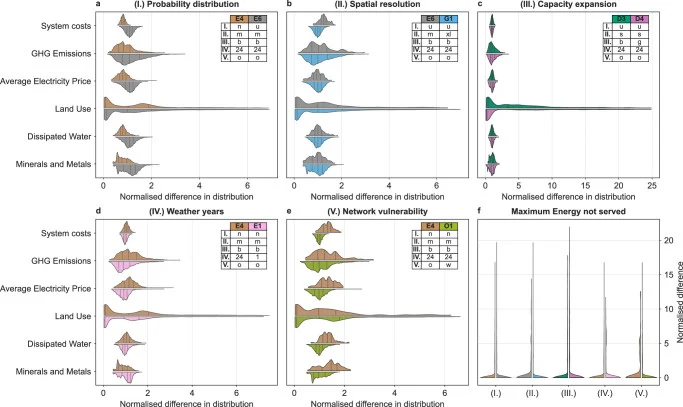 a (I.) Probability distribution
E4 E6
I. n u
II. m m
III. b b
IV. 24 24
V. o o
System costs
GHG Emissions
Average Electricity Price
Land Use
Dissipated Water
Minerals and Metals
0 2 4 6
Normalised difference in distribution
b (II.) Spatial resolution
E6 G1
I. u u
II. m xl
III. b b
IV. 24 24
V. o o
0 2 4 6
Normalised difference in distribution
c (III.) Capacity expansion
D3 D4
I. u u
II. s s
III. b g
IV. 24 24
V. o o
0 5 10 15 20 25
Normalised difference in distribution
d (IV.) Weather years
E4 E1
I. n n
II. m m
III. b b
IV. 24 1
V. o o
System costs
GHG Emissions
Average Electricity Price
Land Use
Dissipated Water
Minerals and Metals
0 2 4 6
Normalised difference in distribution
e (V.) Network vulnerability
E4 O1
I. n n
II. m m
III. b b
IV. 24 24
V. o w
0 2 4 6
Normalised difference in distribution
f Maximum Energy not served
20
15
10
5
0
Normalised difference
(I.) (II.) (III.) (IV.) (V.)